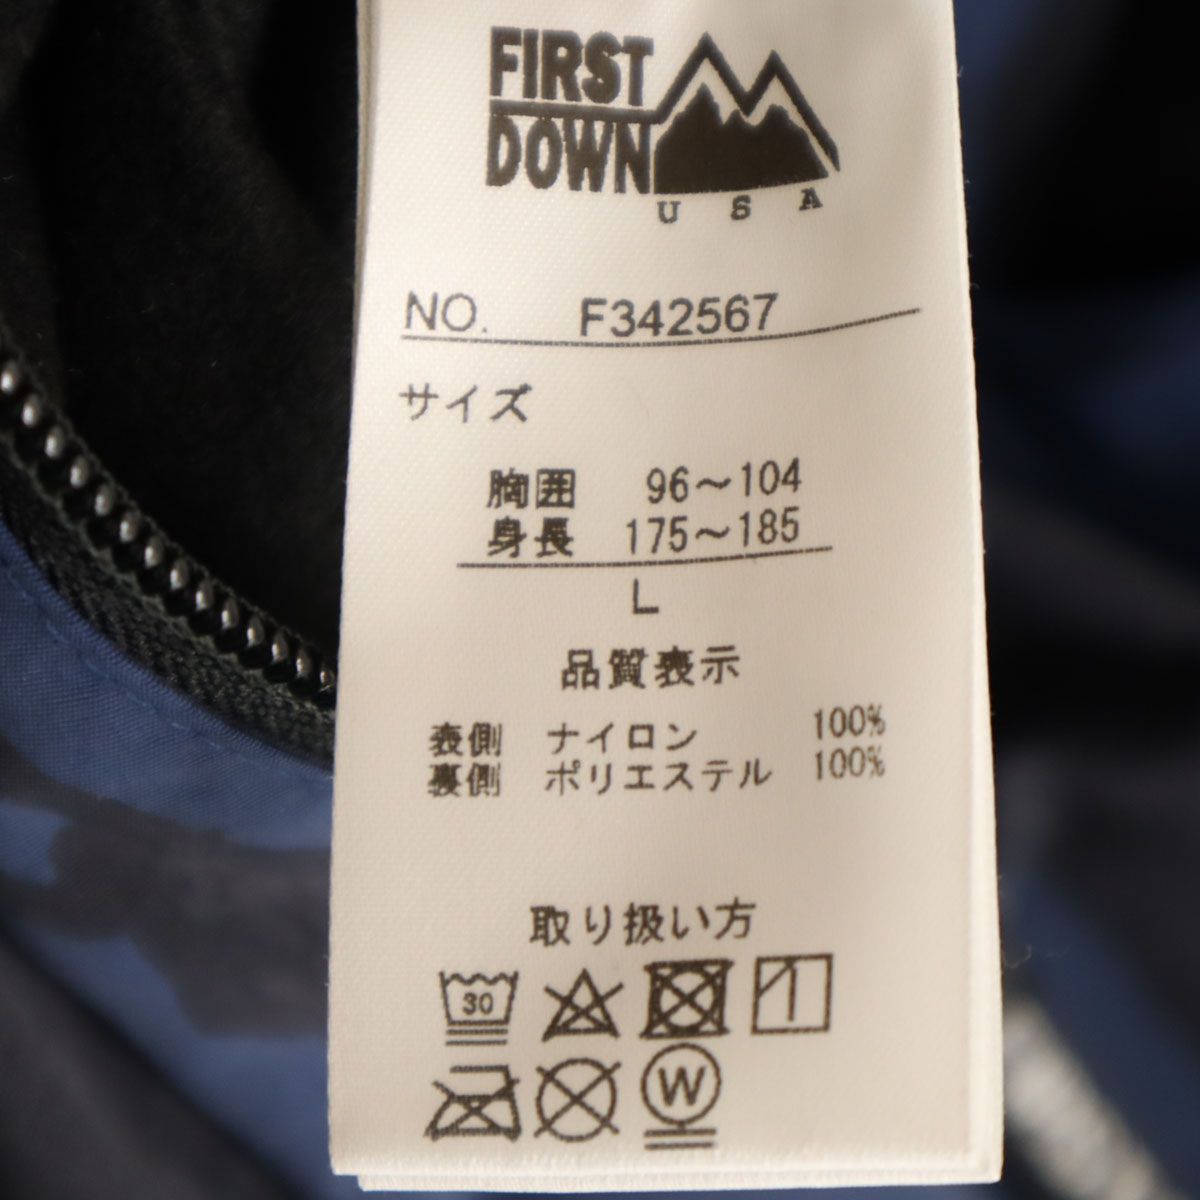 FIRST
DOWN
USA
NO. F342567
サイズ
胸囲 96～104
身長 175～185
L
品質表示
表側 ナイロン 100%
裏側 ポリエステル 100%
取り扱い方
30
W